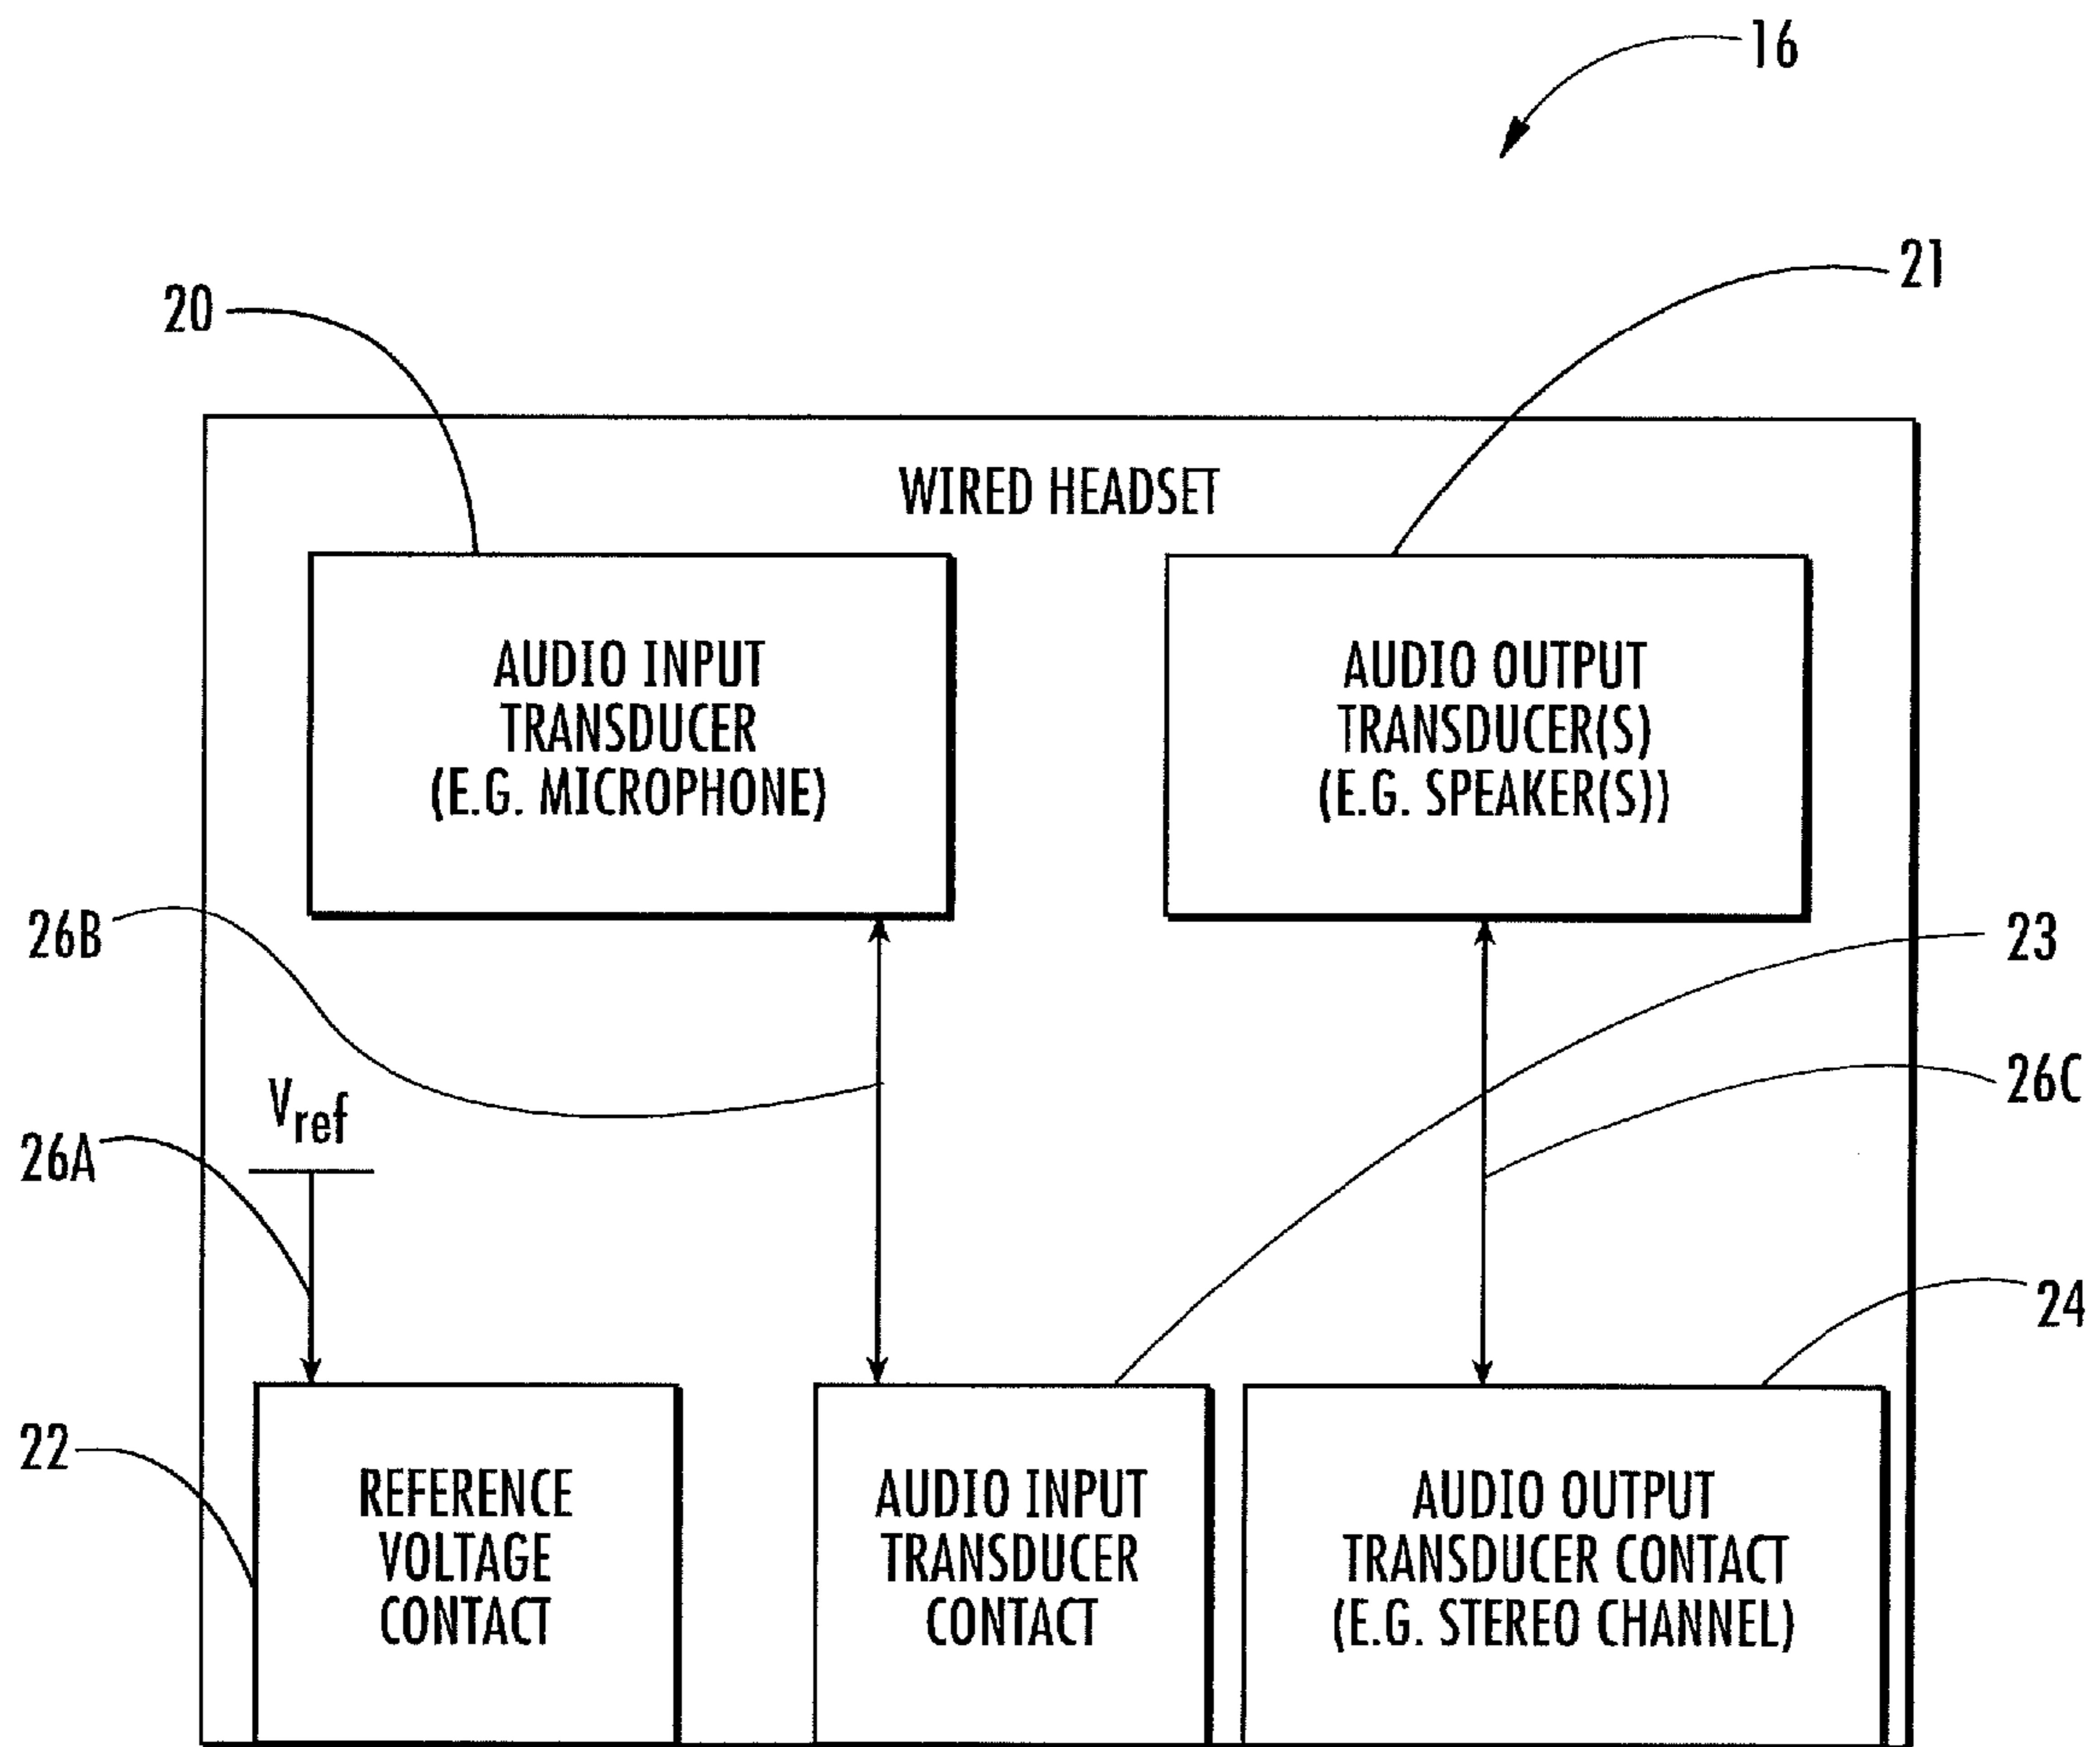 16
21
20
WIRED HEADSET
AUDIO INPUT
TRANSDUCER
(E.G. MICROPHONE)
AUDIO OUTPUT
TRANSDUCER(S)
(E.G. SPEAKER(S))
26B
23
26C
Vref
26A
24
22
REFERENCE
VOLTAGE
CONTACT
AUDIO INPUT
TRANSDUCER
CONTACT
AUDIO OUTPUT
TRANSDUCER CONTACT
(E.G. STEREO CHANNEL)